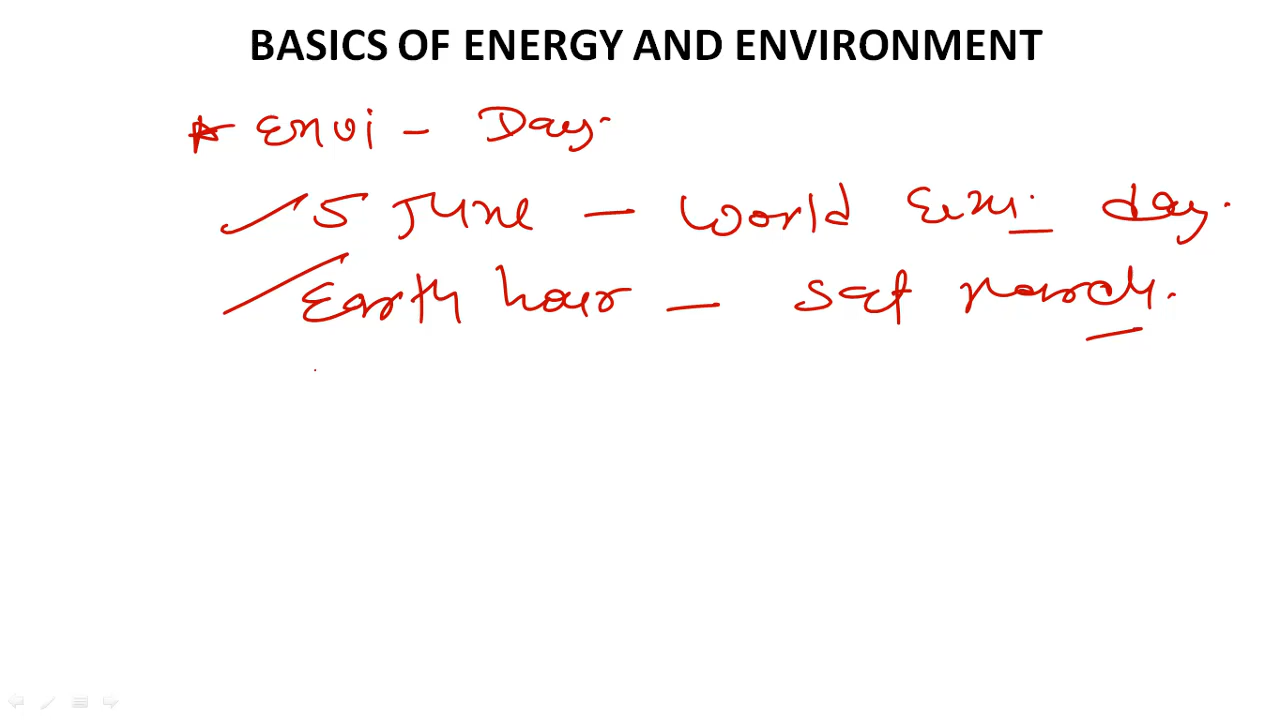 BASICS OF ENERGY AND ENVIRONMENT
* Envi - Day.
5 June - World Envi. day.
Earth hour - Sat March.